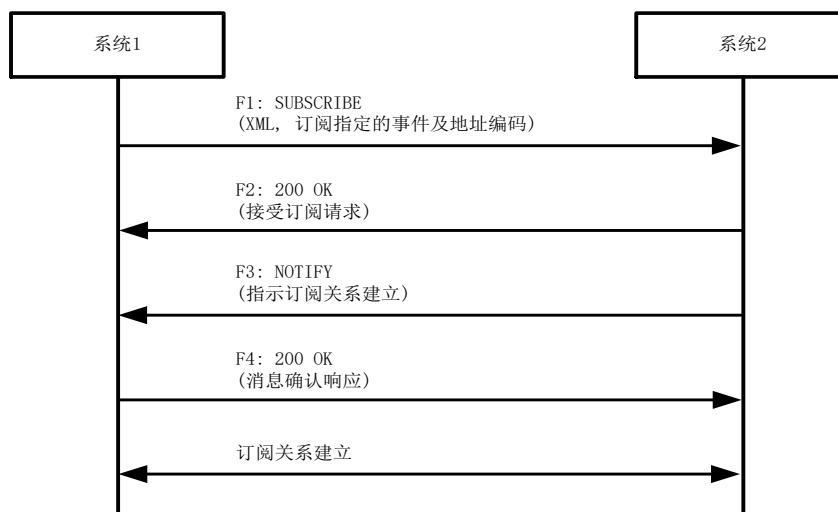 系统1
系统2
F1: SUBSCRIBE
(XML, 订阅指定的事件及地址编码)
F2: 200 OK
(接受订阅请求)
F3: NOTIFY
(指示订阅关系建立)
F4: 200 OK
(消息确认响应)
订阅关系建立